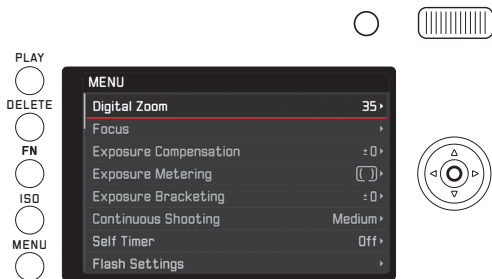 PLAY
DELETE
FN
ISO
MENU
MENU
Digital Zoom 35
Focus
Exposure Compensation ±0
Exposure Metering
Exposure Bracketing ±0
Continuous Shooting Medium
Self Timer Off
Flash Settings